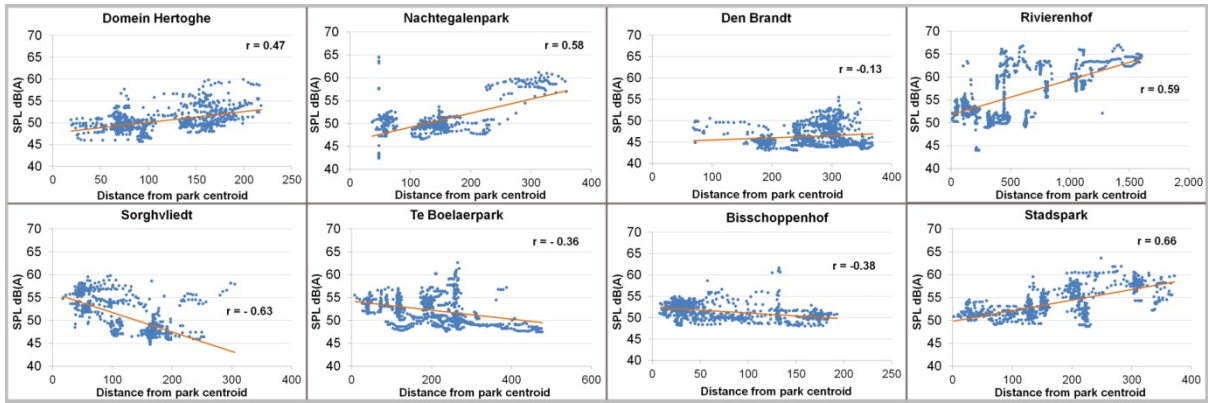 Domein Hertoghe
r = 0.47
SPL dB(A)
70
65
60
55
50
45
40
0 50 100 150 200 250
Distance from park centroid
Nachtegalenpark
r = 0.58
SPL dB(A)
70
65
60
55
50
45
40
0 100 200 300 400
Distance from park centroid
Den Brandt
r = -0.13
SPL dB(A)
70
65
60
55
50
45
40
0 100 200 300 400
Distance from park centroid
Rivierenhof
r = 0.59
SPL dB(A)
70
65
60
55
50
45
40
0 500 1,000 1,500 2,000
Distance from park centroid
Sorghvliedt
r = - 0.63
SPL dB(A)
70
65
60
55
50
45
40
0 100 200 300 400
Distance from park centroid
Te Boelaerpark
r = - 0.36
SPL dB(A)
70
65
60
55
50
45
40
0 200 400 600
Distance from park centroid
Bisschoppenhof
r = -0.38
SPL dB(A)
70
65
60
55
50
45
40
0 50 100 150 200 250
Distance from park centroid
Stadspark
r = 0.66
SPL dB(A)
70
65
60
55
50
45
40
0 100 200 300 400
Distance from park centroid